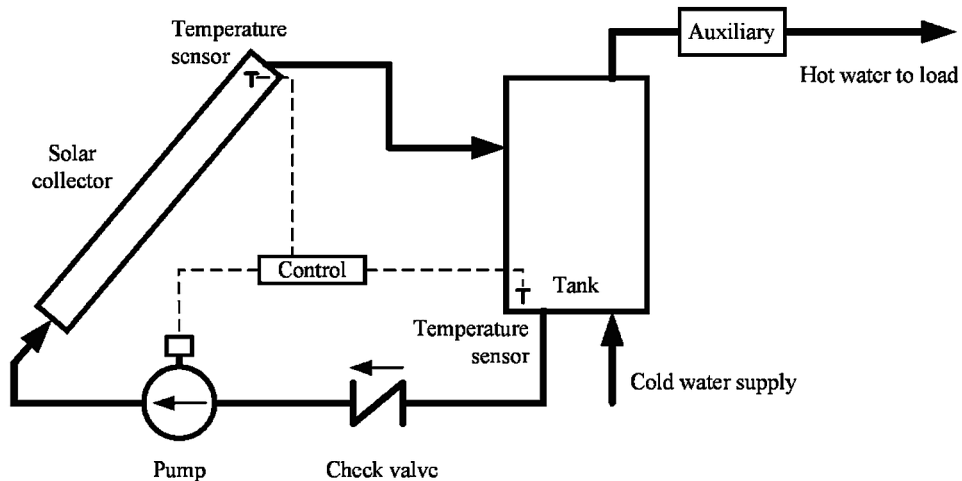 Temperature
sensor
Auxiliary
Hot water to load
Solar
collector
T
Control
T
Tank
Temperature
sensor
Cold water supply
Pump
Check valve